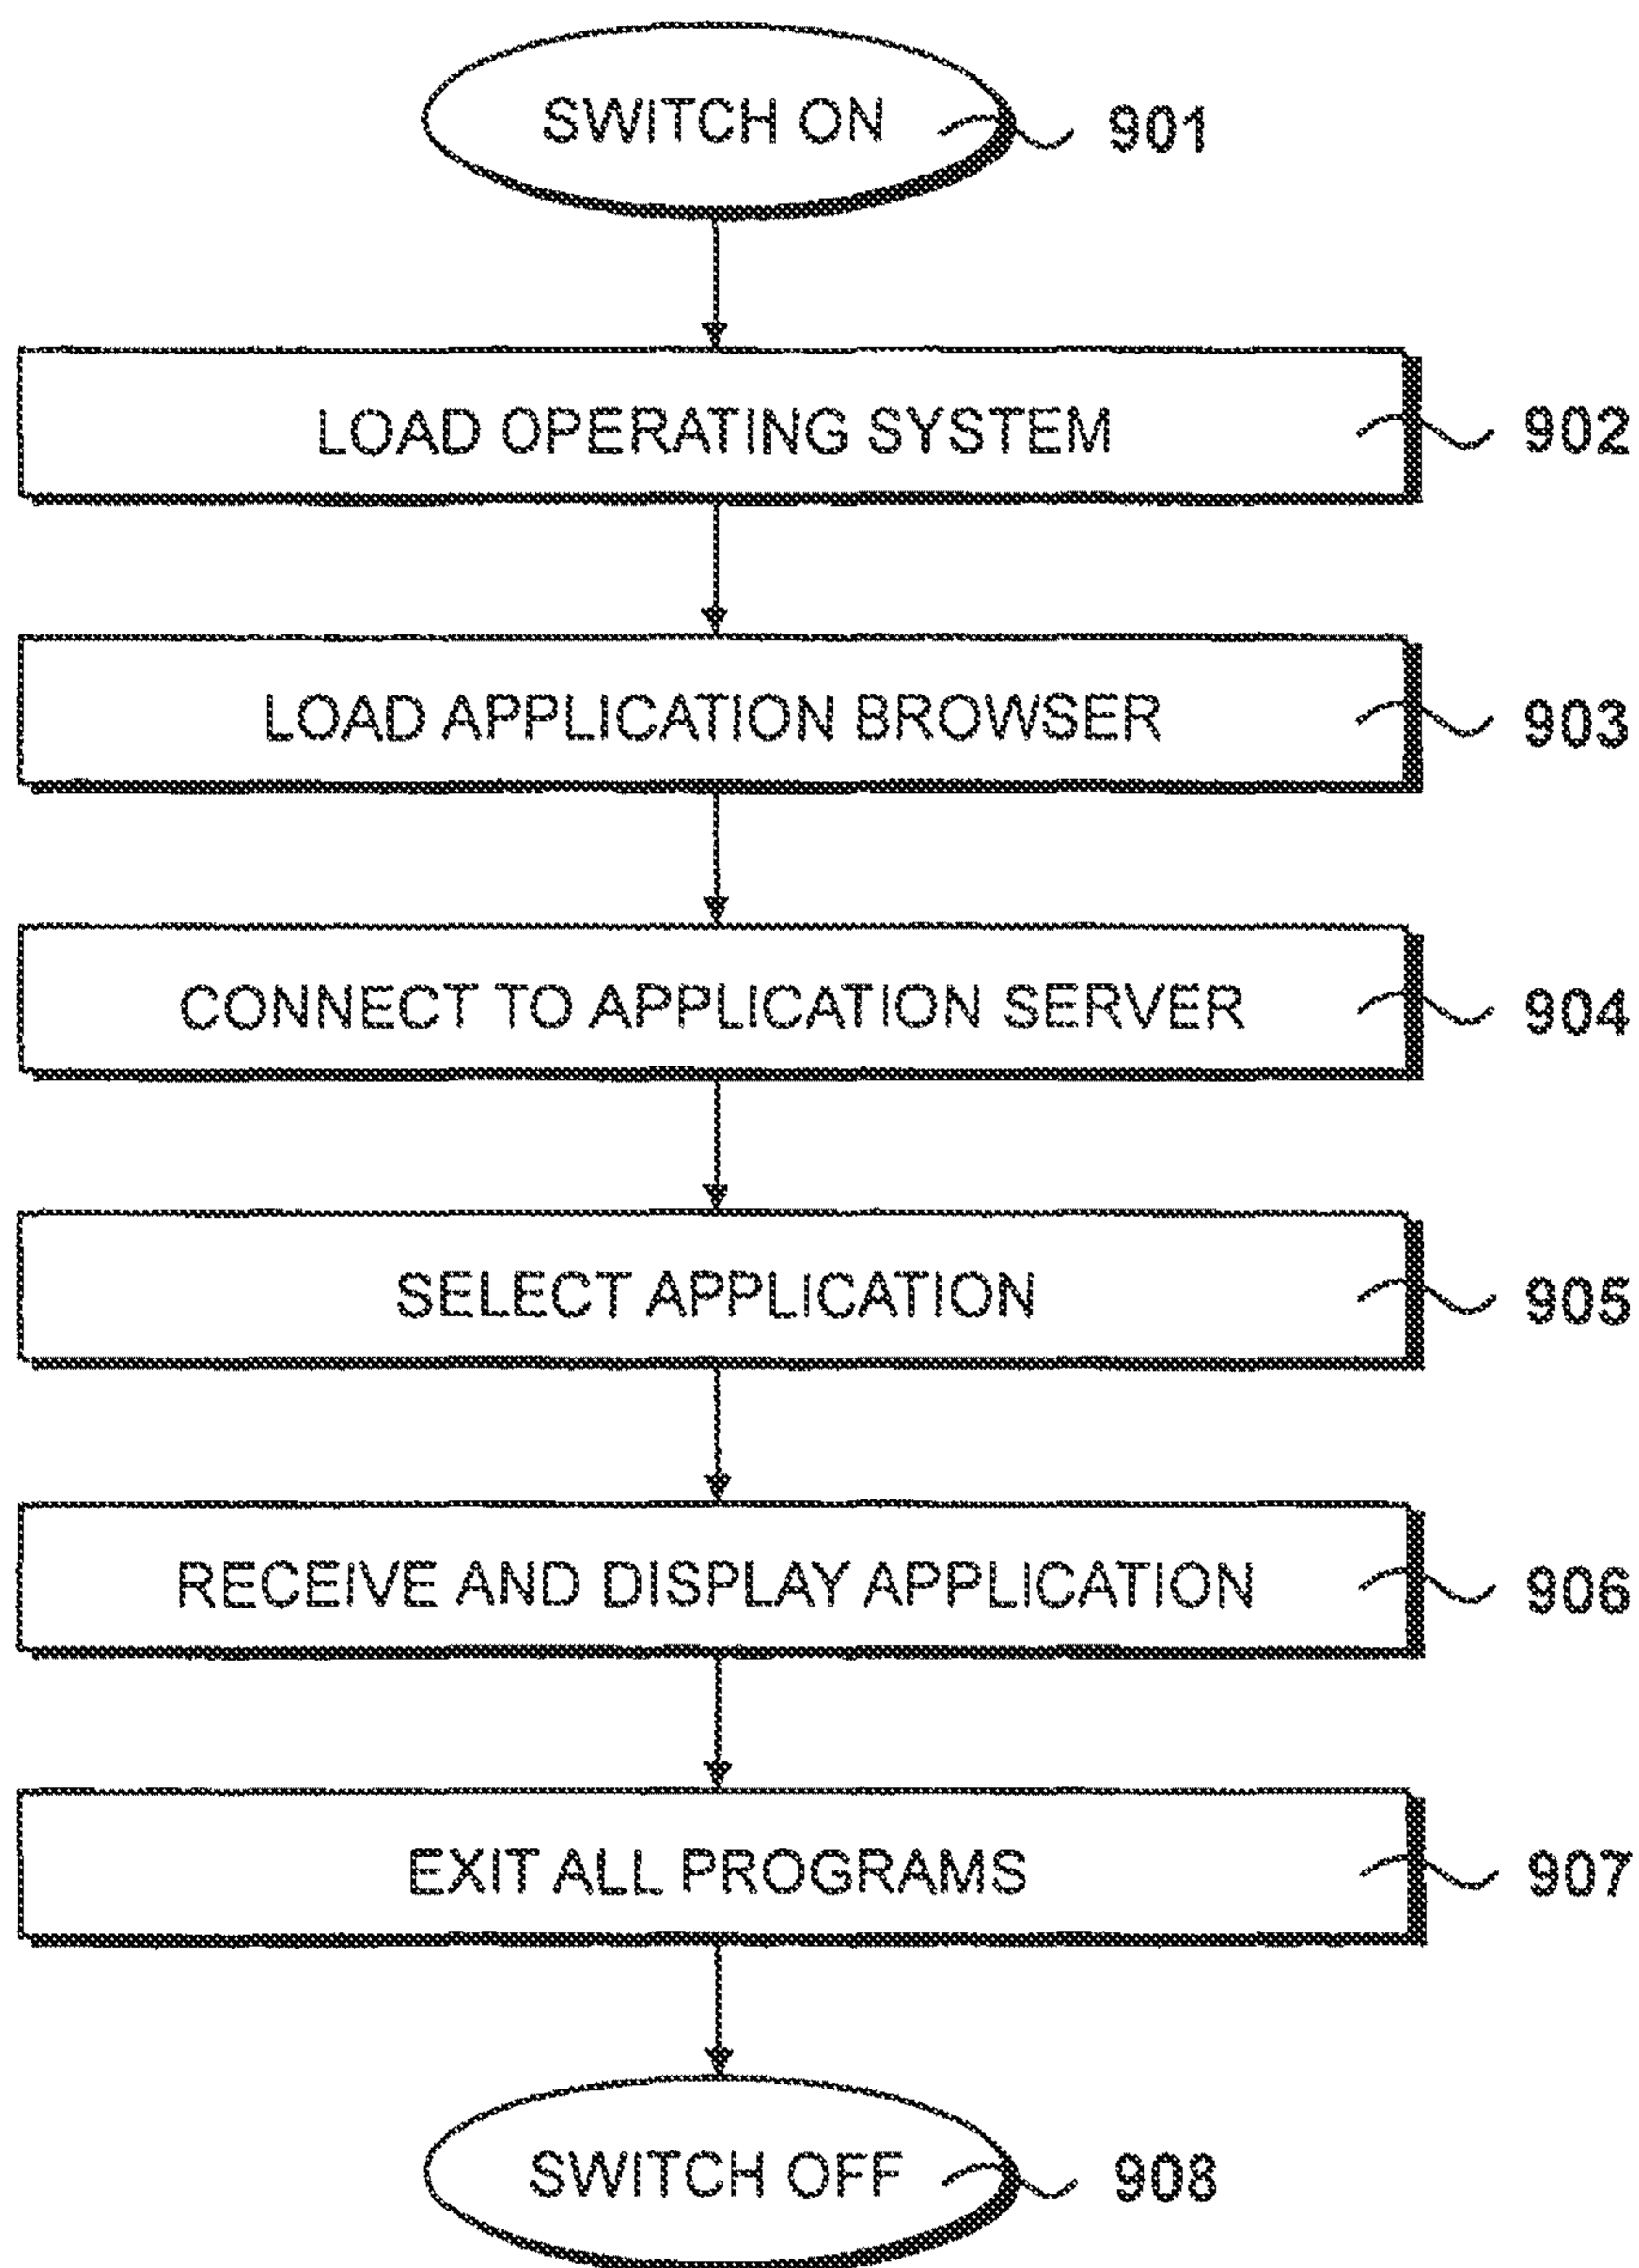 SWITCH ON 901
LOAD OPERATING SYSTEM 902
LOAD APPLICATION BROWSER 903
CONNECT TO APPLICATION SERVER 904
SELECT APPLICATION 905
RECEIVE AND DISPLAY APPLICATION 906
EXIT ALL PROGRAMS 907
SWITCH OFF 908